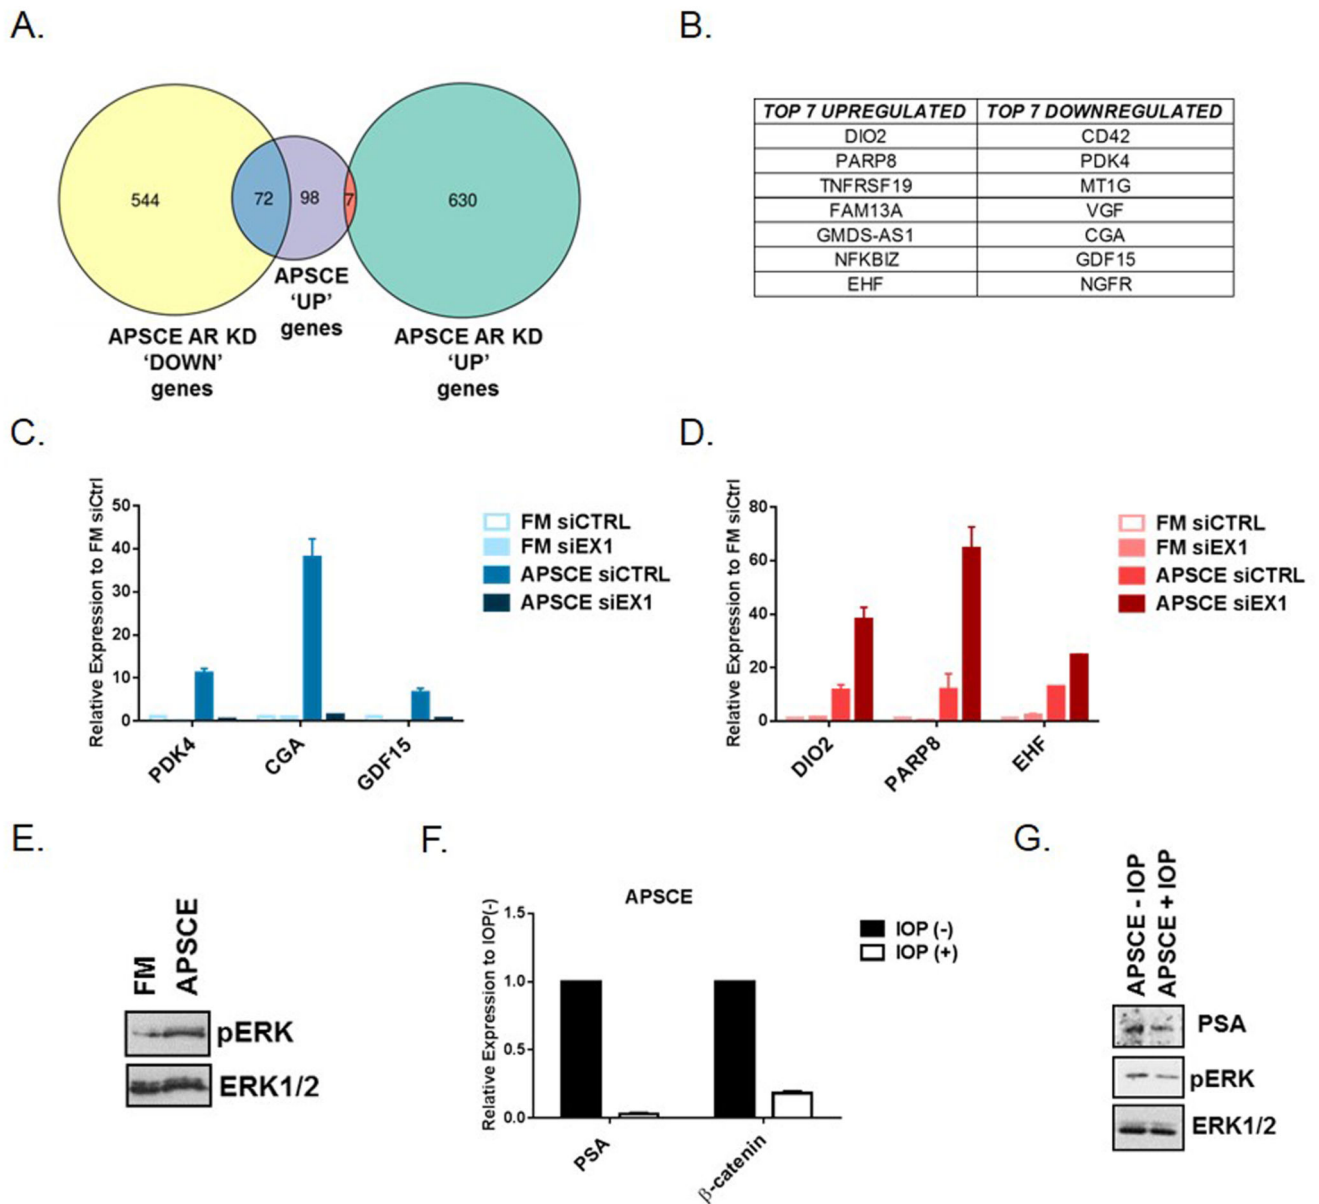 A.
B.
544
72
98
7
630
APSCE
'UP'
genes
APSCE AR KD
'DOWN'
genes
APSCE AR KD
'UP'
genes
TOP 7 UPREGULATED TOP 7 DOWNREGULATED
DIO2 CD42
PARP8 PDK4
TNFRSF19 MT1G
FAM13A VGF
GMDS-AS1 CGA
NFKBIZ GDF15
EHF NGFR
C.
Relative Expression to FM siCtrl
50
40
30
20
10
0
PDK4
CGA
GDF15
FM siCTRL
FM siEX1
APSCE siCTRL
APSCE siEX1
D.
Relative Expression to FM siCtrl
80
60
40
20
0
DIO2
PARP8
EHF
FM siCTRL
FM siEX1
APSCE siCTRL
APSCE siEX1
E.
FM
APSCE
pERK
ERK1/2
F.
APSCE
Relative Expression to IOP(-)
1.5
1.0
0.5
0.0
PSA
β-catenin
IOP (-)
IOP (+)
G.
APSCE - IOP
APSCE + IOP
PSA
pERK
ERK1/2